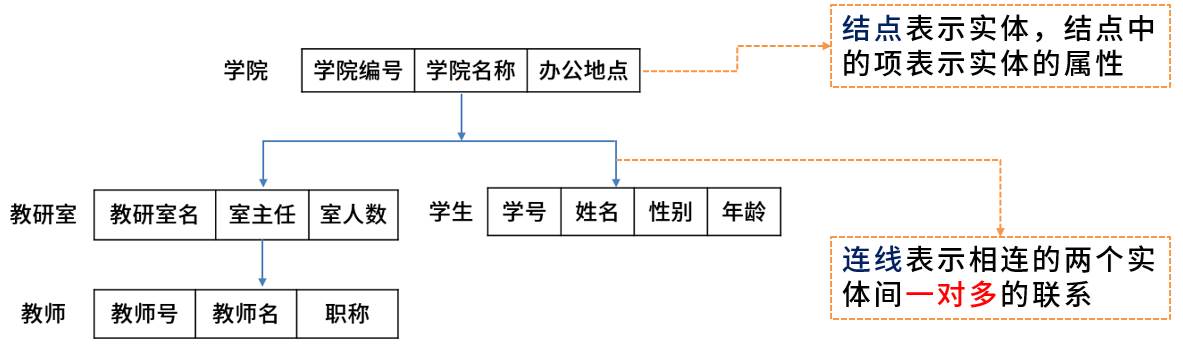 学院 学院编号 学院名称 办公地点
结点表示实体，结点中
的项表示实体的属性
教研室 教研室名 室主任 室人数
学生 学号 姓名 性别 年龄
教师 教师号 教师名 职称
连线表示相连的两个实
体间一对多的联系